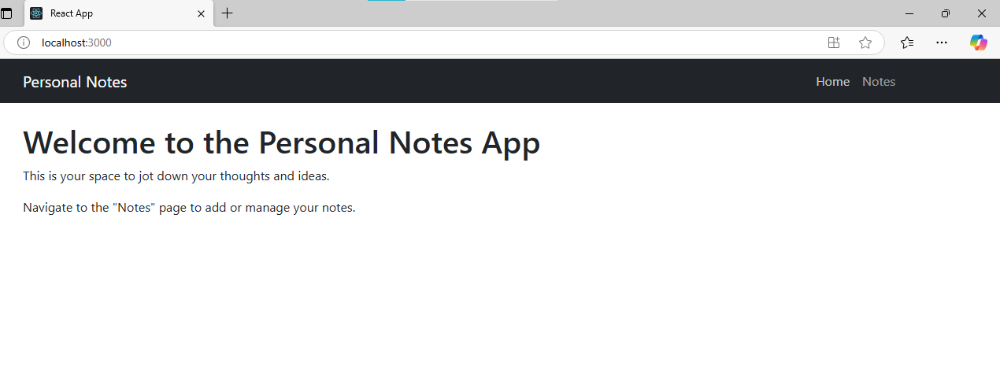 React App
localhost:3000
Personal Notes Home Notes
Welcome to the Personal Notes App
This is your space to jot down your thoughts and ideas.
Navigate to the "Notes" page to add or manage your notes.